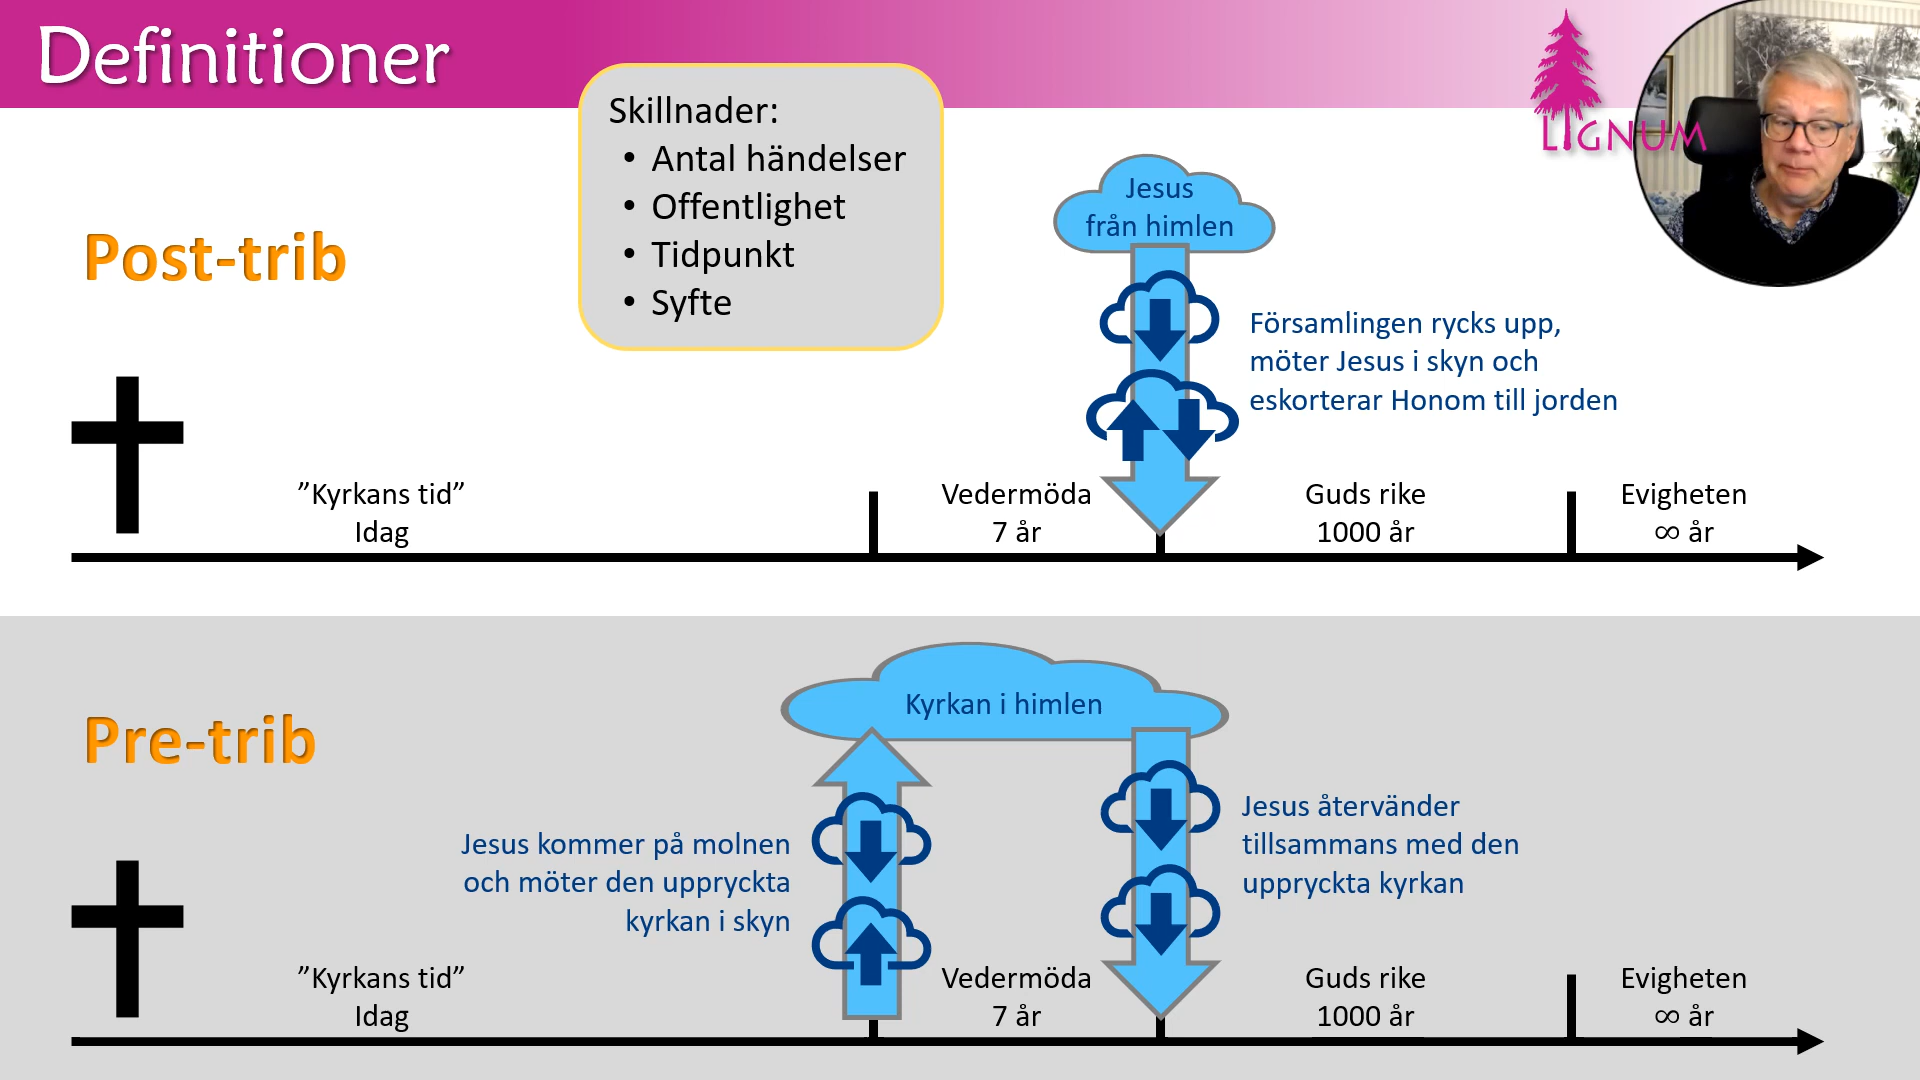 Definitioner
Skillnader:
• Antal händelser
• Offentlighet
• Tidpunkt
• Syfte
LIGNUM
Post-trib
Jesus
från himlen
Församlingen rycks upp,
möter Jesus i skyn och
eskorterar Honom till jorden
”Kyrkans tid”
Idag
Vedermöda
7 år
Guds rike
1000 år
Evigheten
∞ år
Pre-trib
Kyrkan i himlen
Jesus kommer på molnen
och möter den uppryckta
kyrkan i skyn
Jesus återvänder
tillsammans med den
uppryckta kyrkan
”Kyrkans tid”
Idag
Vedermöda
7 år
Guds rike
1000 år
Evigheten
∞ år